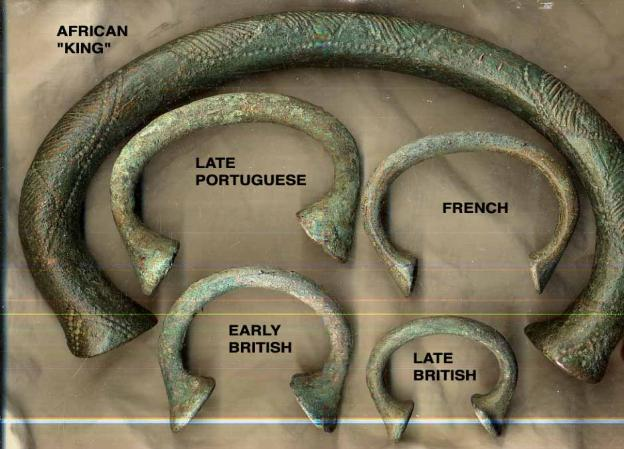 AFRICAN
"KING"
LATE
PORTUGUESE
FRENCH
EARLY
BRITISH
LATE
BRITISH